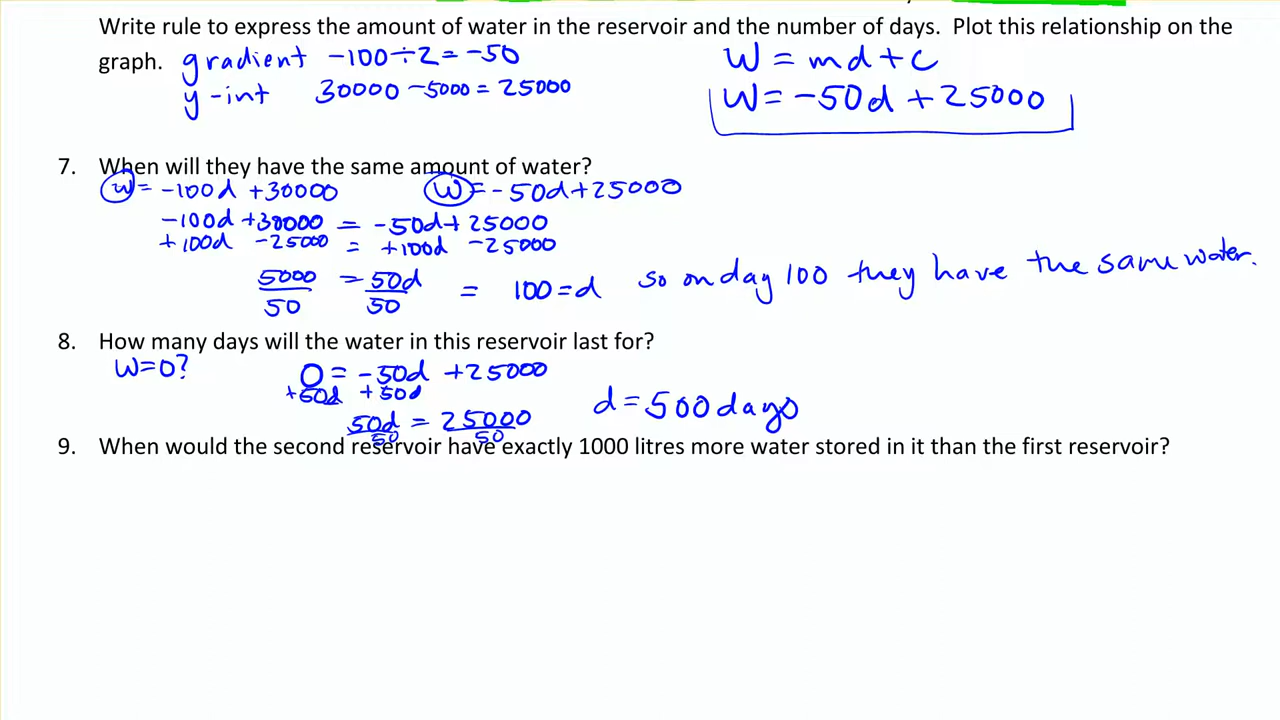 Write rule to express the amount of water in the reservoir and the number of days. Plot this relationship on the
graph. gradient -100÷2=-50 W=md+c
y-int 30000-5000=25000 W=-50d+25000
7. When will they have the same amount of water?
W=-100d+30000 W=-50d+25000
-100d+30000=-50d+25000
+100d -25000 = +100d -25000
5000/50 = 50d/50 = 100=d so on day 100 they have the same water.
8. How many days will the water in this reservoir last for?
W=0? 0=-50d+25000
+50d +50d
50d/50 = 25000/50 d=500days
9. When would the second reservoir have exactly 1000 litres more water stored in it than the first reservoir?